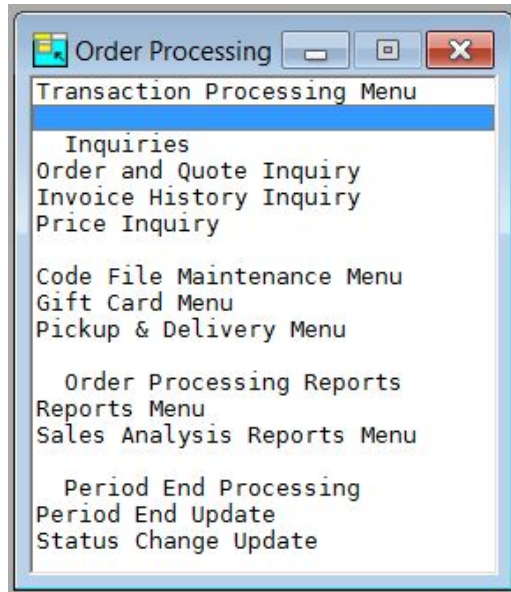 Order Processing
Transaction Processing Menu
Inquiries
Order and Quote Inquiry
Invoice History Inquiry
Price Inquiry
Code File Maintenance Menu
Gift Card Menu
Pickup & Delivery Menu
Order Processing Reports
Reports Menu
Sales Analysis Reports Menu
Period End Processing
Period End Update
Status Change Update